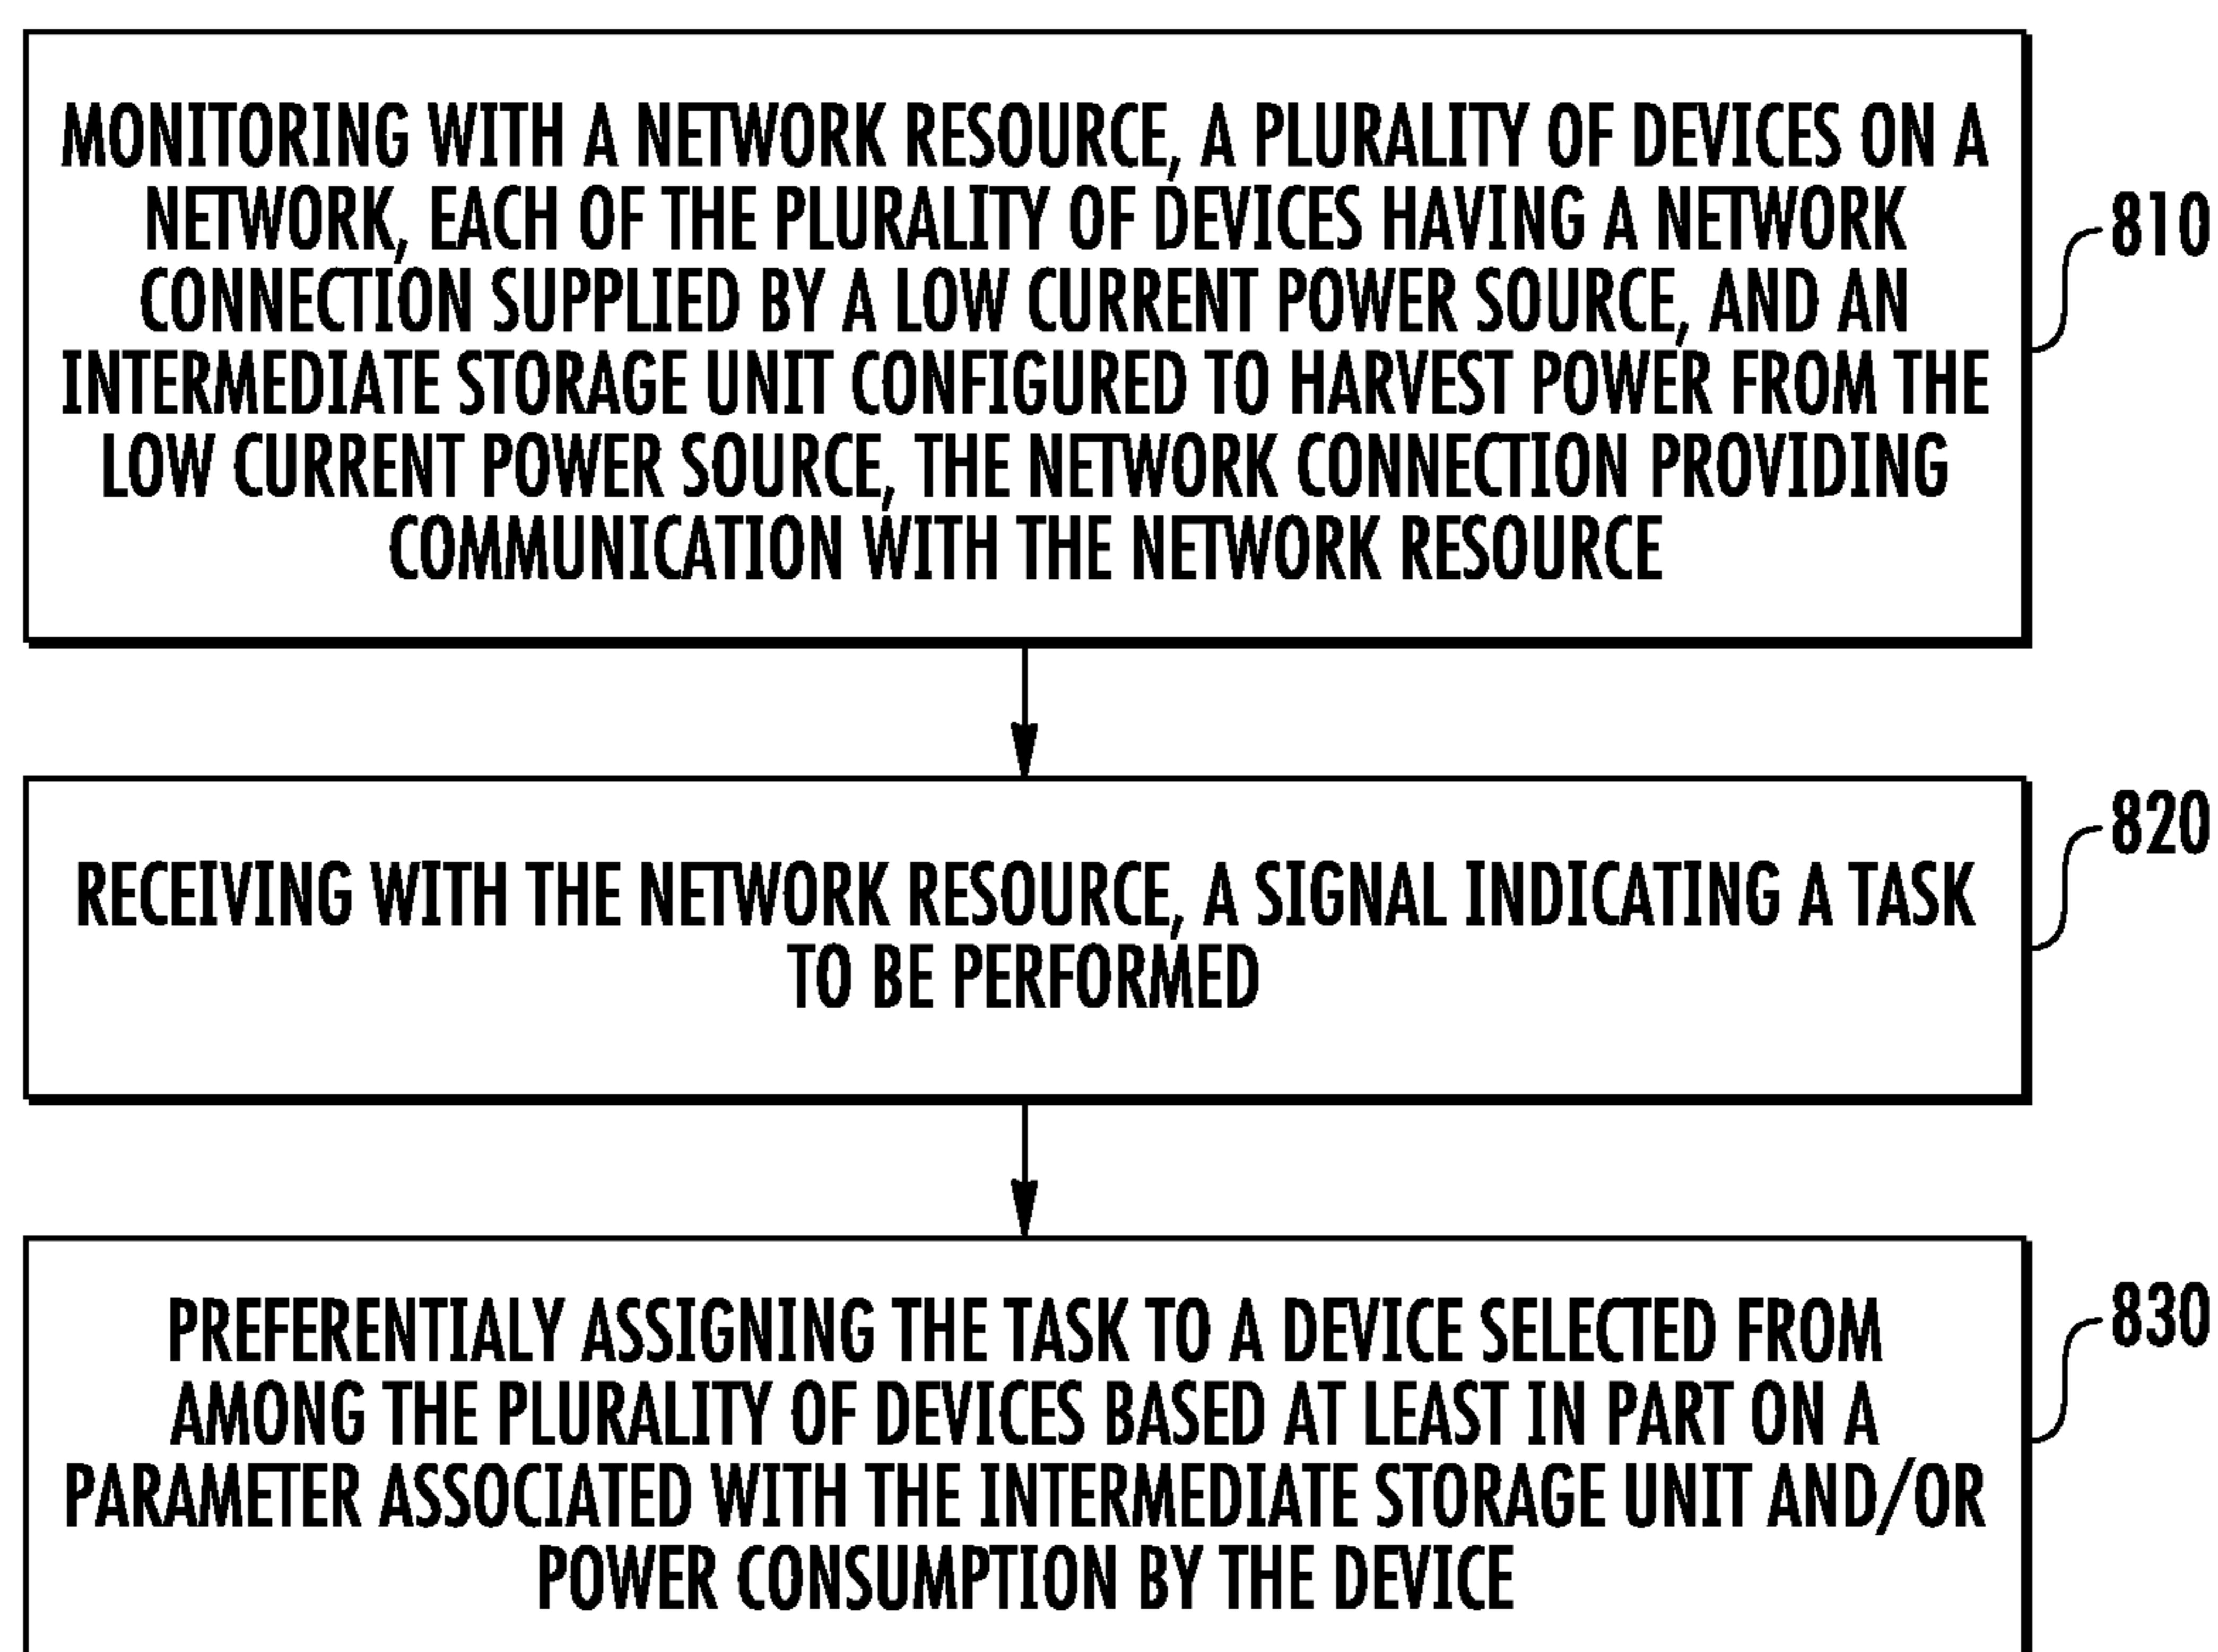 MONITORING WITH A NETWORK RESOURCE, A PLURALITY OF DEVICES ON A
NETWORK, EACH OF THE PLURALITY OF DEVICES HAVING A NETWORK
CONNECTION SUPPLIED BY A LOW CURRENT POWER SOURCE, AND AN
INTERMEDIATE STORAGE UNIT CONFIGURED TO HARVEST POWER FROM THE
LOW CURRENT POWER SOURCE, THE NETWORK CONNECTION PROVIDING
COMMUNICATION WITH THE NETWORK RESOURCE
810
RECEIVING WITH THE NETWORK RESOURCE, A SIGNAL INDICATING A TASK
TO BE PERFORMED
820
PREFERENTIALY ASSIGNING THE TASK TO A DEVICE SELECTED FROM
AMONG THE PLURALITY OF DEVICES BASED AT LEAST IN PART ON A
PARAMETER ASSOCIATED WITH THE INTERMEDIATE STORAGE UNIT AND/OR
POWER CONSUMPTION BY THE DEVICE
830